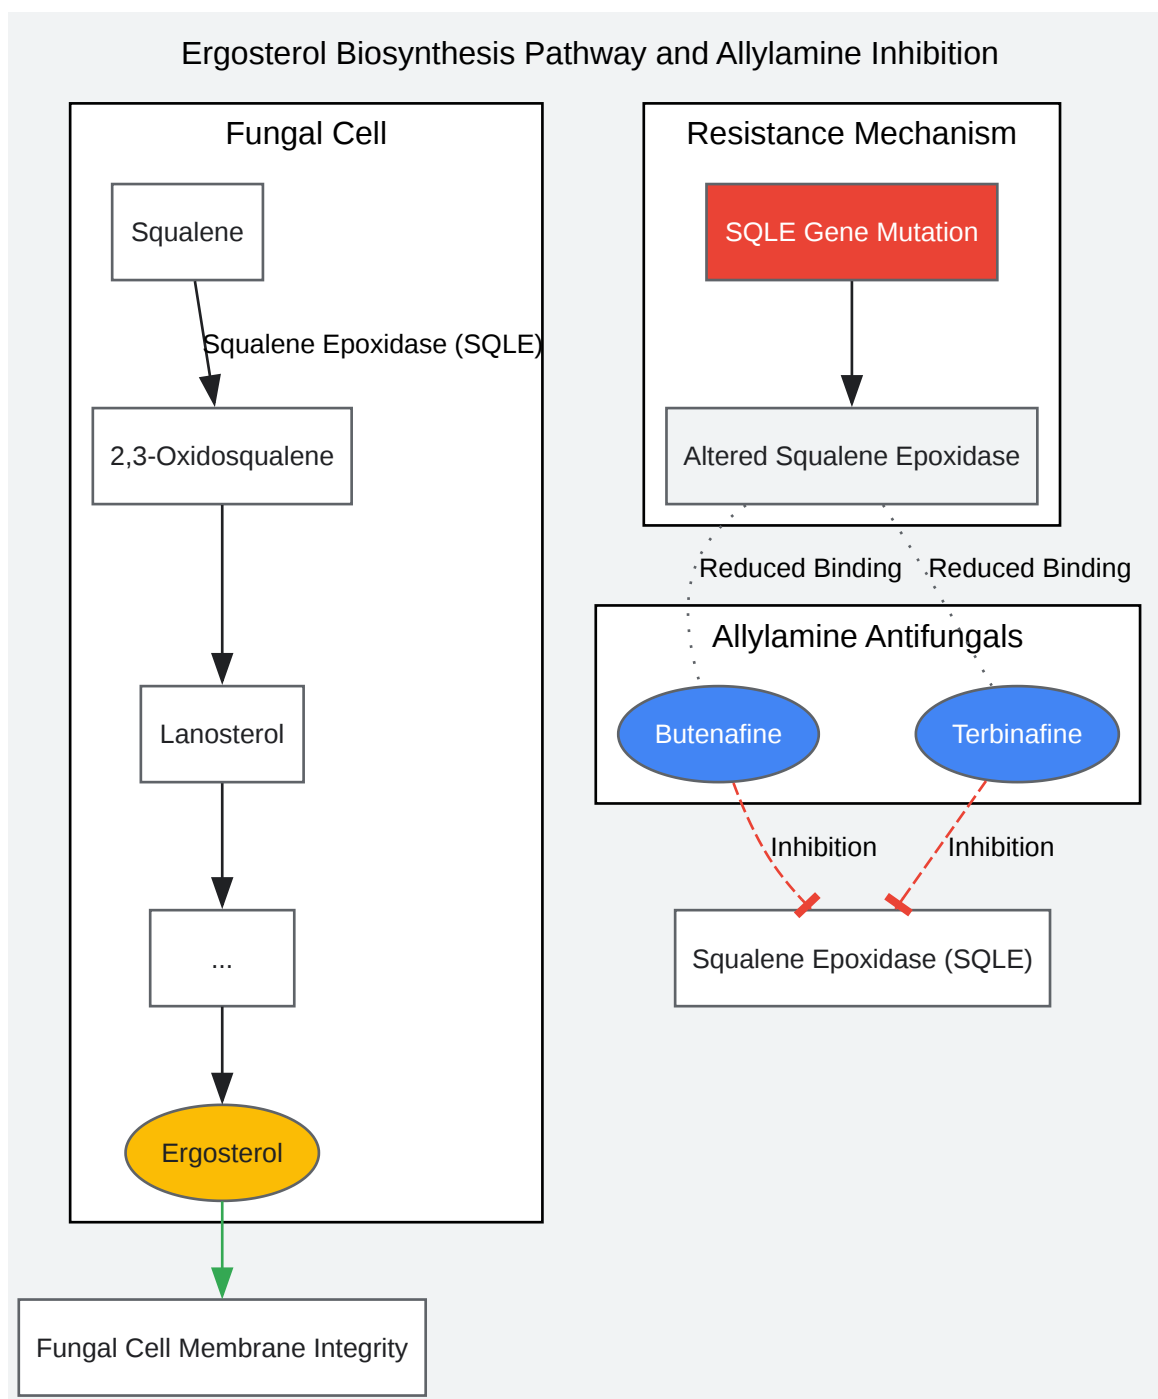 Ergosterol Biosynthesis Pathway and Allylamine Inhibition
Fungal Cell
Squalene
Squalene Epoxidase (SQLE)
2,3-Oxidosqualene
Lanosterol
...
Ergosterol
Fungal Cell Membrane Integrity
Resistance Mechanism
SQLE Gene Mutation
Altered Squalene Epoxidase
Reduced Binding
Reduced Binding
Allylamine Antifungals
Butenafine
Terbinafine
Inhibition
Inhibition
Squalene Epoxidase (SQLE)